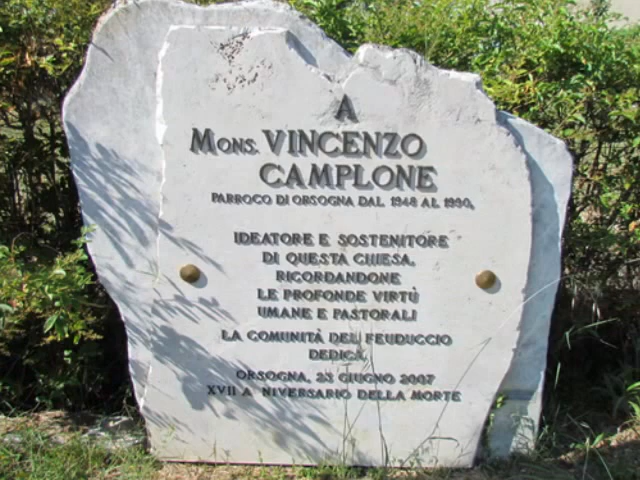 A
MONS. VINCENZO
CAMPLONE
PARROCO DI ORSOGNA DAL 1948 AL 1990,
IDEATORE E SOSTENITORE
DI QUESTA CHIESA,
RICORDANDONE
LE PROFONDE VIRTÙ
UMANE E PASTORALI
LA COMUNITÀ DEL FEUDUCCIO
DEDICA.
ORSOGNA, 23 GIUGNO 2007
XVII A NIVERSARIO DELLA MORTE